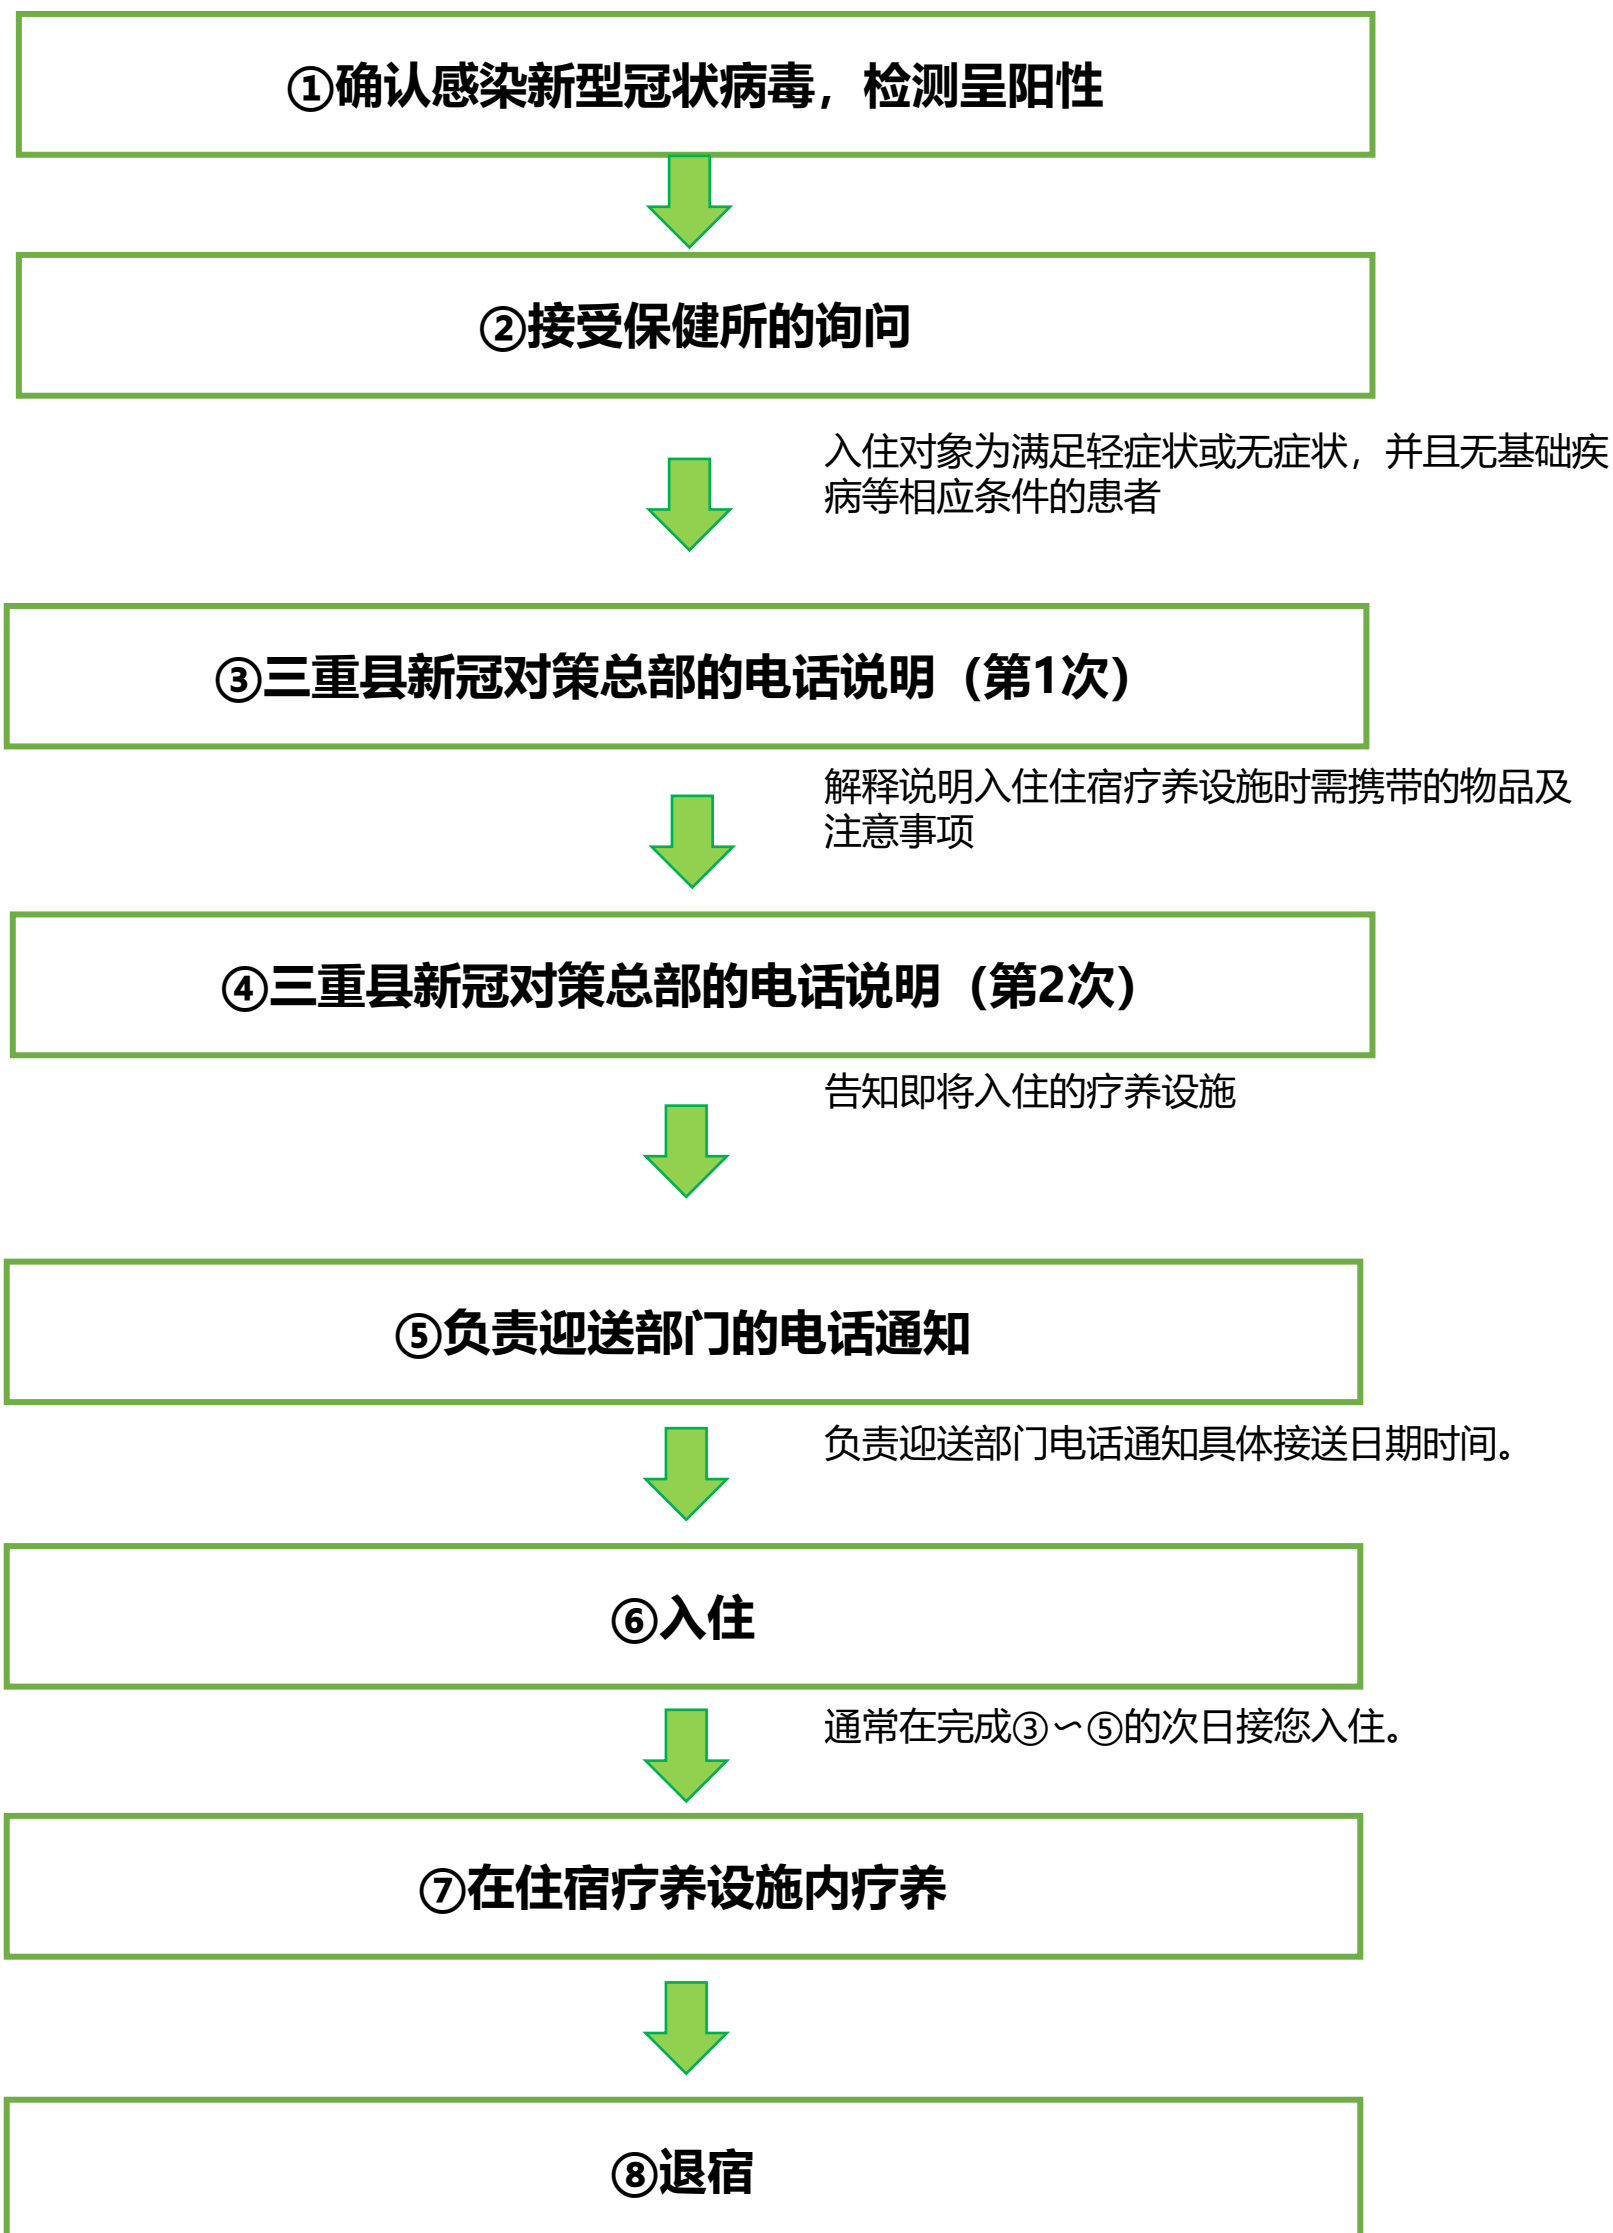 ①确认感染新型冠状病毒，检测呈阳性
②接受保健所的询问
入住对象为满足轻症状或无症状，并且无基础疾
病等相应条件的患者
③三重县新冠对策总部的电话说明（第1次）
解释说明入住住宿疗养设施时需携带的物品及
注意事项
④三重县新冠对策总部的电话说明（第2次）
告知即将入住的疗养设施
⑤负责迎送部门的电话通知
负责迎送部门电话通知具体接送日期时间。
⑥入住
通常在完成③～⑤的次日接您入住。
⑦在住宿疗养设施内疗养
⑧退宿